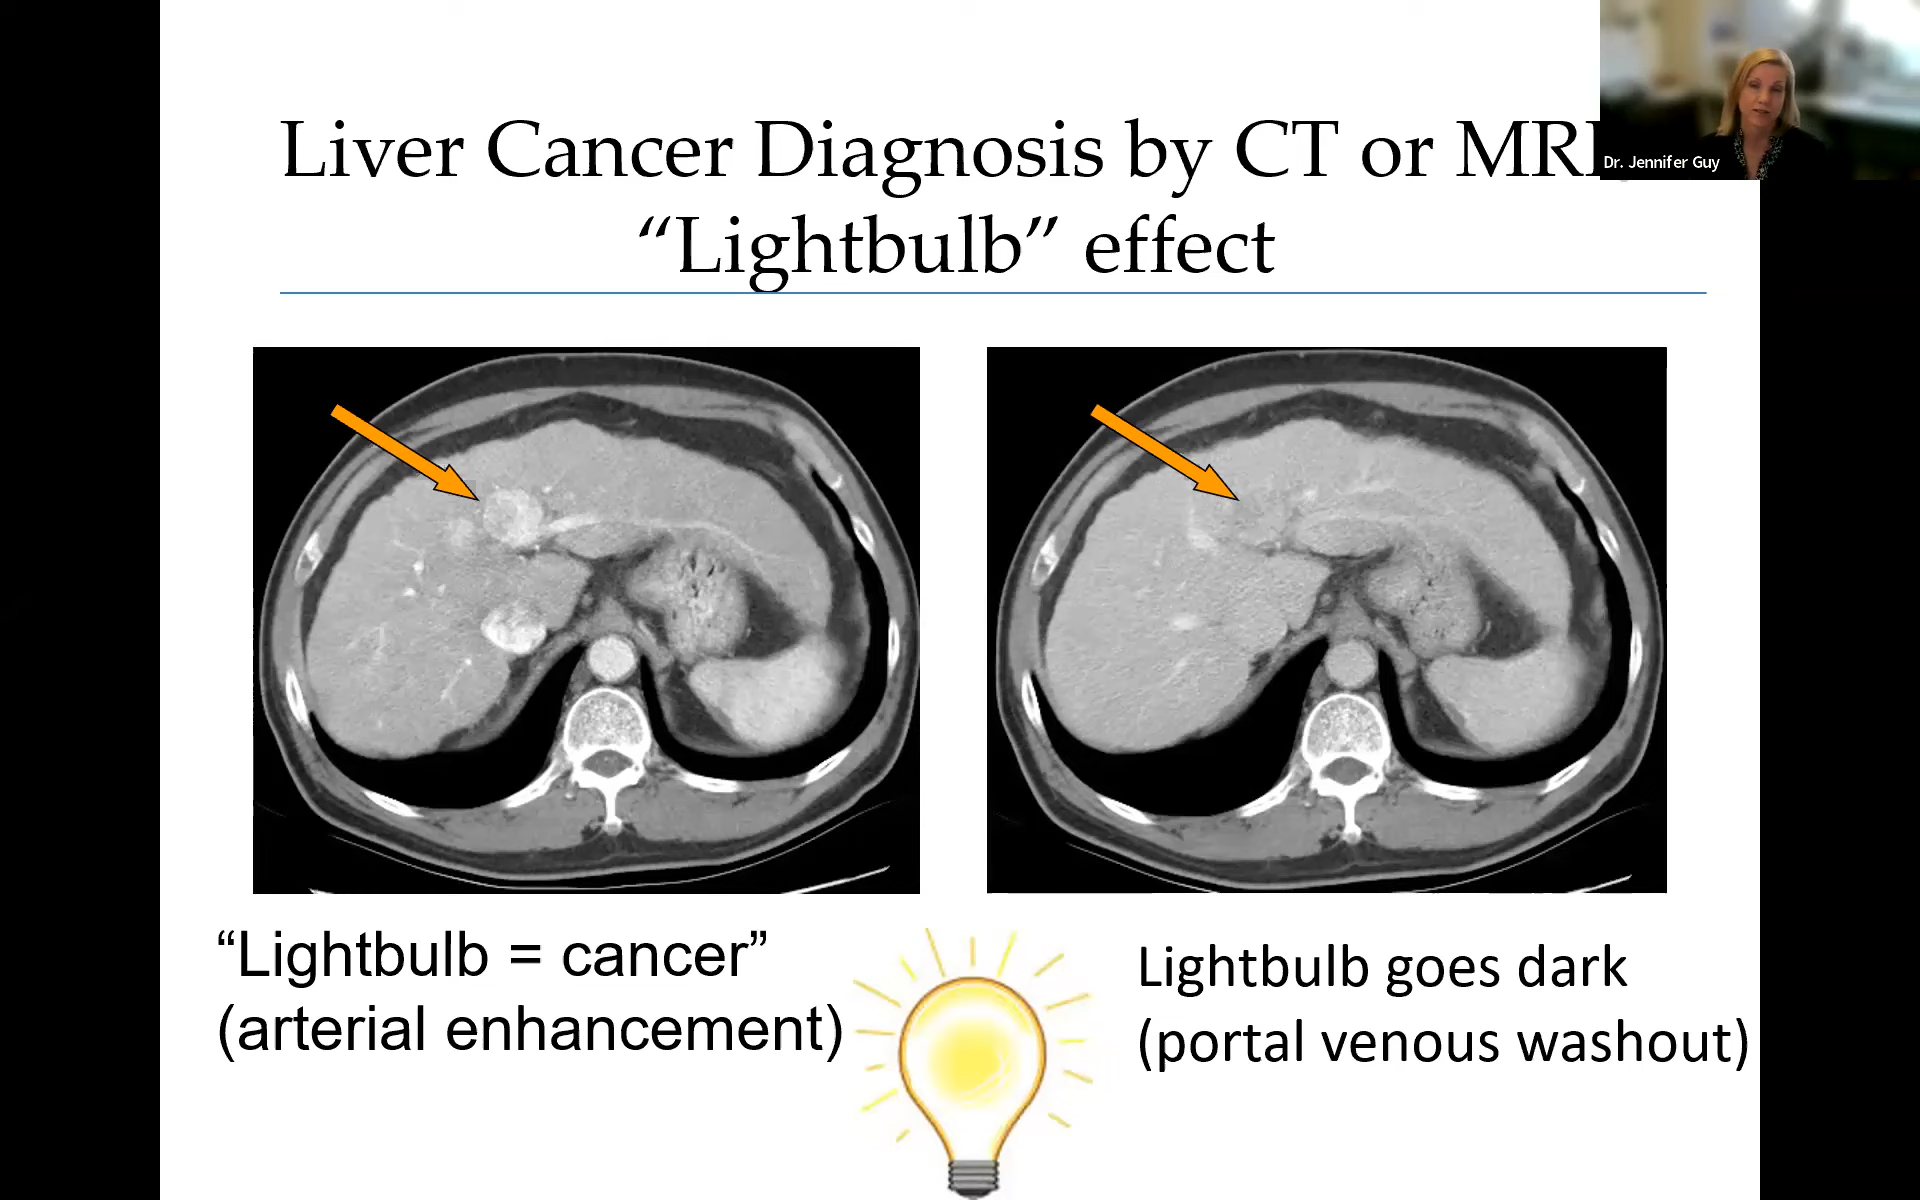 Liver Cancer Diagnosis by CT or MRI
“Lightbulb” effect
Dr. Jennifer Guy
“Lightbulb = cancer”
(arterial enhancement)
Lightbulb goes dark
(portal venous washout)